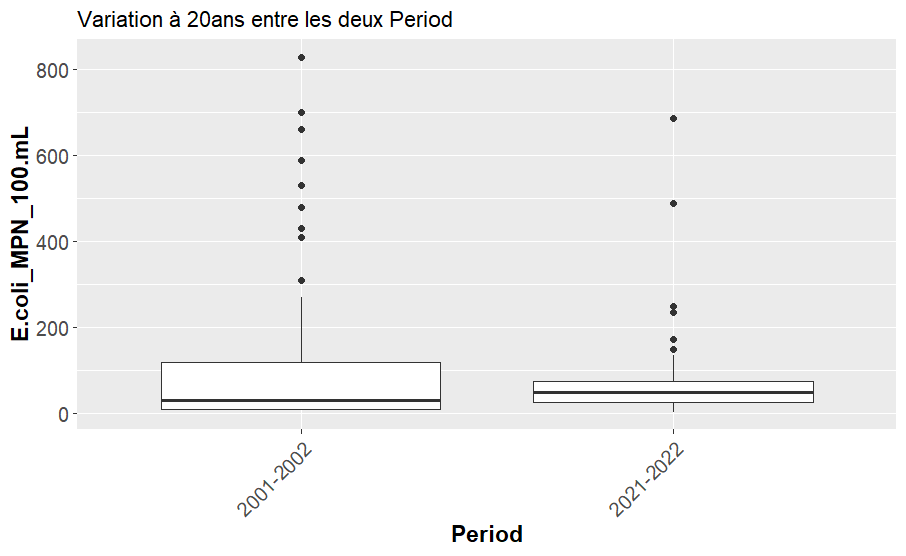 Variation à 20ans entre les deux Period
E.coli_MPN_100.mL
800
600
400
200
0
2001-2002
2021-2022
Period